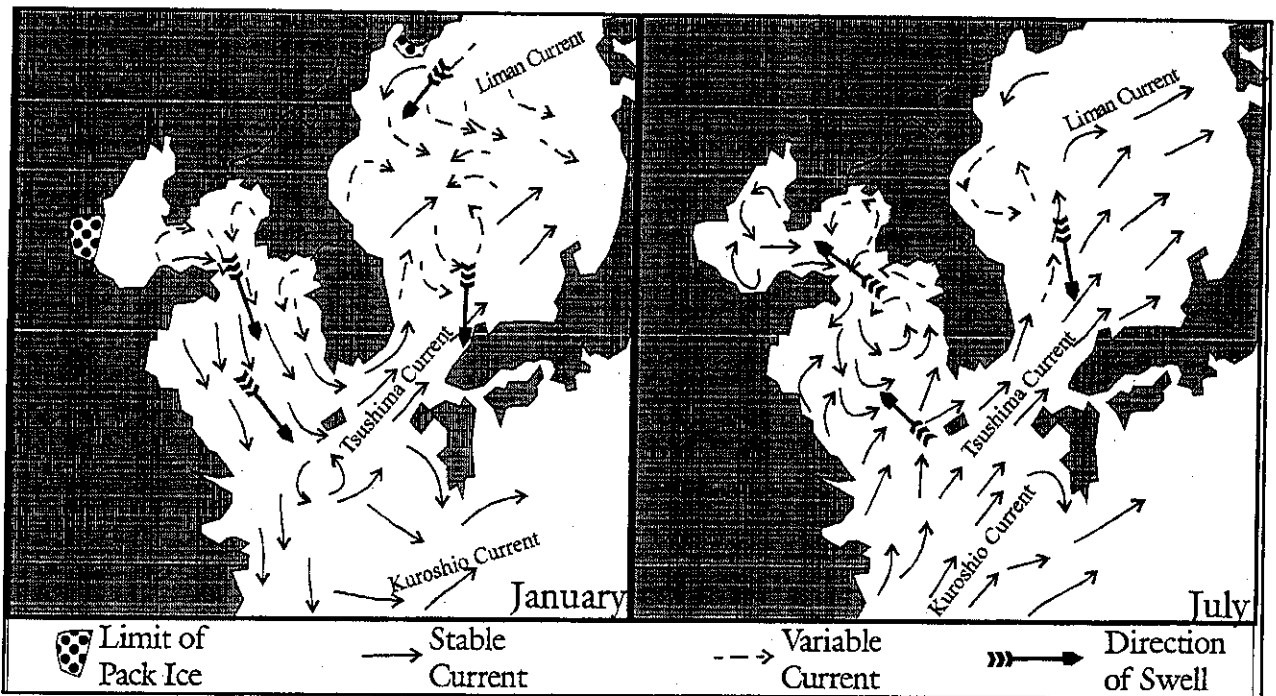 Liman Current
Tsushima Current
Kuroshio Current
January
Liman Current
Tsushima Current
Kuroshio Current
July
Limit of
Pack Ice
Stable
Current
Variable
Current
Direction
of Swell